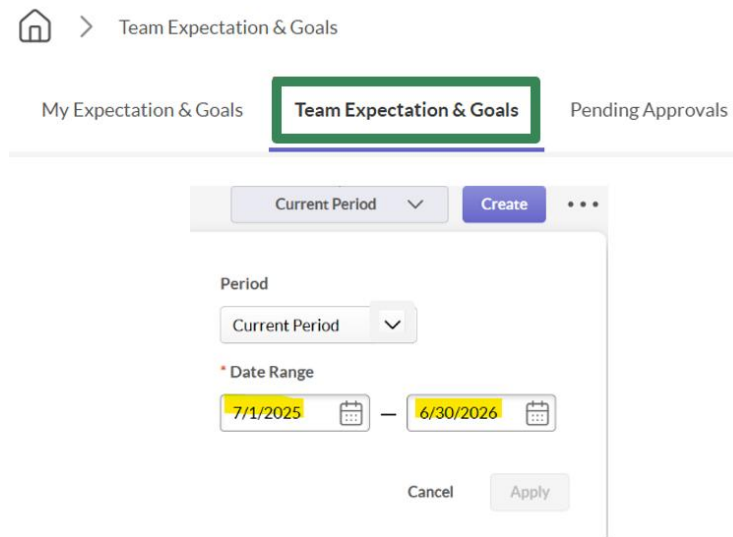 Team Expectation & Goals
My Expectation & Goals Team Expectation & Goals Pending Approvals
Current Period Create
Period
Current Period
* Date Range
7/1/2025 – 6/30/2026
Cancel Apply